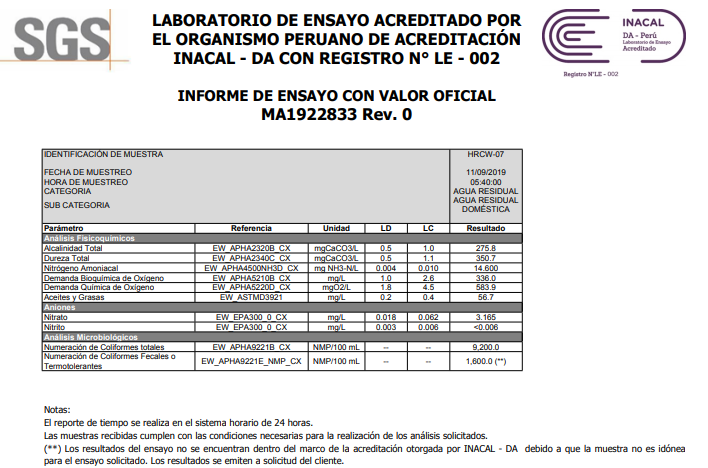 SGS
LABORATORIO DE ENSAYO ACREDITADO POR
EL ORGANISMO PERUANO DE ACREDITACIÓN
INACAL - DA CON REGISTRO N° LE - 002
INACAL
DA - Perú
Laboratorio de Ensayo
Acreditado
Registro N°LE - 002
INFORME DE ENSAYO CON VALOR OFICIAL
MA1922833 Rev. 0
IDENTIFICACIÓN DE MUESTRA HRCW-07
FECHA DE MUESTREO 11/09/2019
HORA DE MUESTREO 05:40:00
CATEGORIA AGUA RESIDUAL
SUB CATEGORIA AGUA RESIDUAL DOMÉSTICA
Parámetro Referencia Unidad LD LC Resultado
Análisis Fisicoquímicos
Alcalinidad Total EW_APHA2320B_CX mgCaCO3/L 0.5 1.0 275.8
Dureza Total EW_APHA2340C_CX mgCaCO3/L 0.5 1.1 350.7
Nitrógeno Amoniacal EW_APHA4500NH3D_CX mg NH3-N/L 0.004 0.010 14.600
Demanda Bioquímica de Oxígeno EW_APHA5210B_CX mg/L 1.0 2.6 336.0
Demanda Química de Oxígeno EW_APHA5220D_CX mgO2/L 1.8 4.5 583.9
Aceites y Grasas EW_ASTMD3921 mg/L 0.2 0.4 56.7
Aniones
Nitrato EW_EPA300_0_CX mg/L 0.018 0.062 3.165
Nitrito EW_EPA300_0_CX mg/L 0.003 0.006 <0.006
Análisis Microbiológicos
Numeración de Coliformes totales EW_APHA9221B_CX NMP/100 mL -- -- 9,200.0
Numeración de Coliformes Fecales o Termotolerantes EW_APHA9221E_NMP_CX NMP/100 mL -- -- 1,600.0 (**)
Notas:
El reporte de tiempo se realiza en el sistema horario de 24 horas.
Las muestras recibidas cumplen con las condiciones necesarias para la realización de los análisis solicitados.
(**) Los resultados del ensayo no se encuentran dentro del marco de la acreditación otorgada por INACAL - DA debido a que la muestra no es idónea
para el ensayo solicitado. Los resultados se emiten a solicitud del cliente.